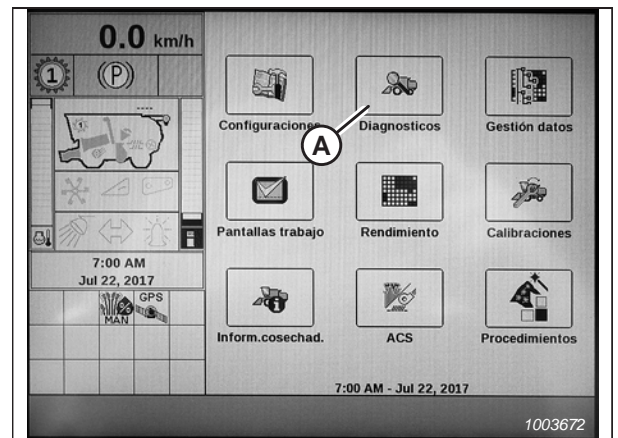 0.0 km/h
1
(P)
Configuraciones
Diagnosticos
Gestión datos
A
Pantallas trabajo
Rendimiento
Calibraciones
7:00 AM
Jul 22, 2017
GPS
MAN
Inform.cosechad.
ACS
Procedimientos
7:00 AM - Jul 22, 2017
1003672